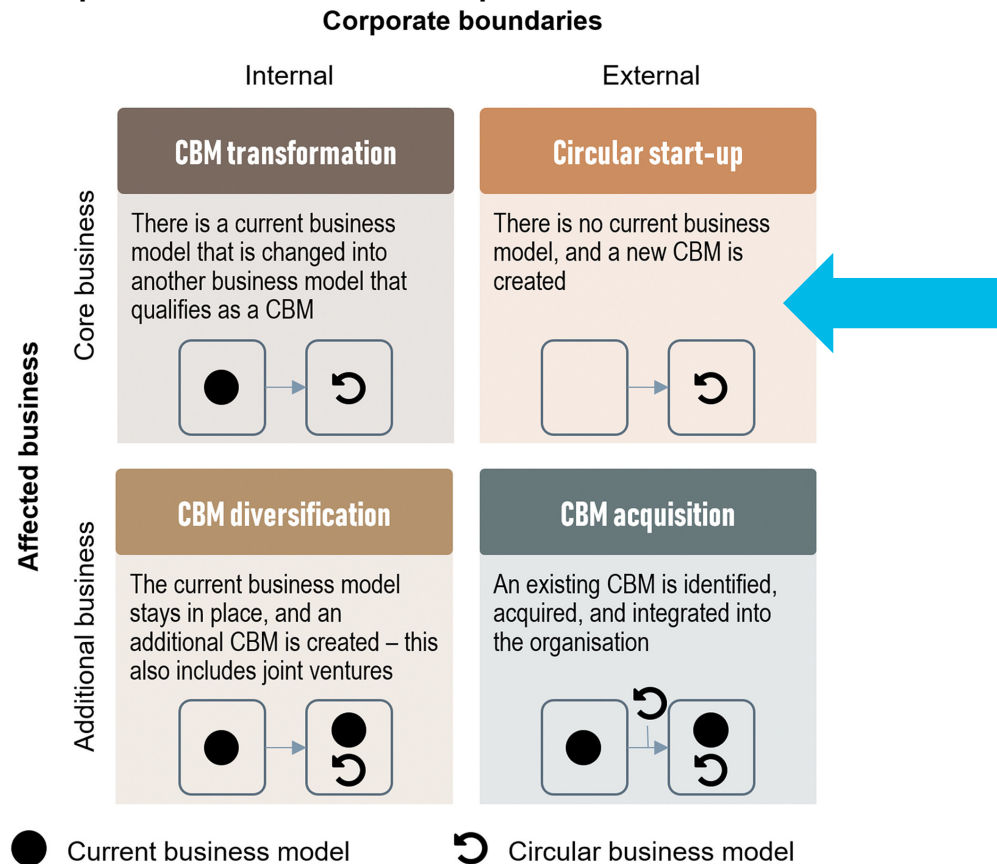 Corporate boundaries
Internal
External
Affected business
Core business
CBM transformation
There is a current business
model that is changed into
another business model that
qualifies as a CBM
Circular start-up
There is no current business
model, and a new CBM is
created
Additional business
CBM diversification
The current business model
stays in place, and an
additional CBM is created – this
also includes joint ventures
CBM acquisition
An existing CBM is identified,
acquired, and integrated into
the organisation
Current business model
Circular business model